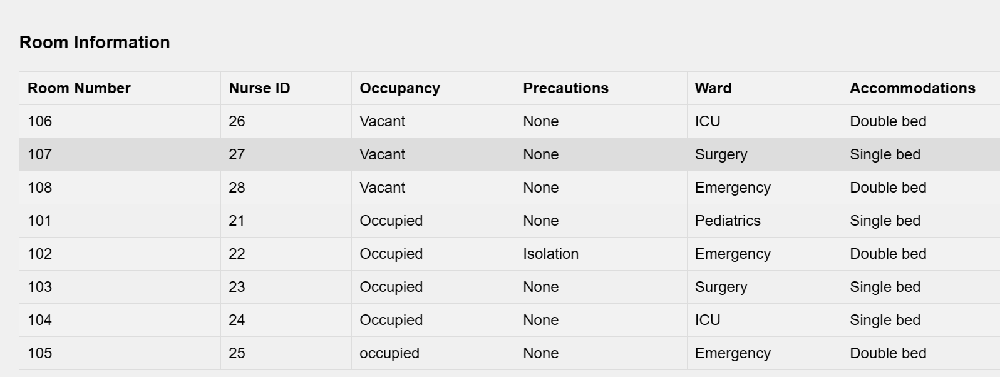 Room Information
Room Number Nurse ID Occupancy Precautions Ward Accommodations
106 26 Vacant None ICU Double bed
107 27 Vacant None Surgery Single bed
108 28 Vacant None Emergency Double bed
101 21 Occupied None Pediatrics Single bed
102 22 Occupied Isolation Emergency Double bed
103 23 Occupied None Surgery Single bed
104 24 Occupied None ICU Single bed
105 25 occupied None Emergency Double bed